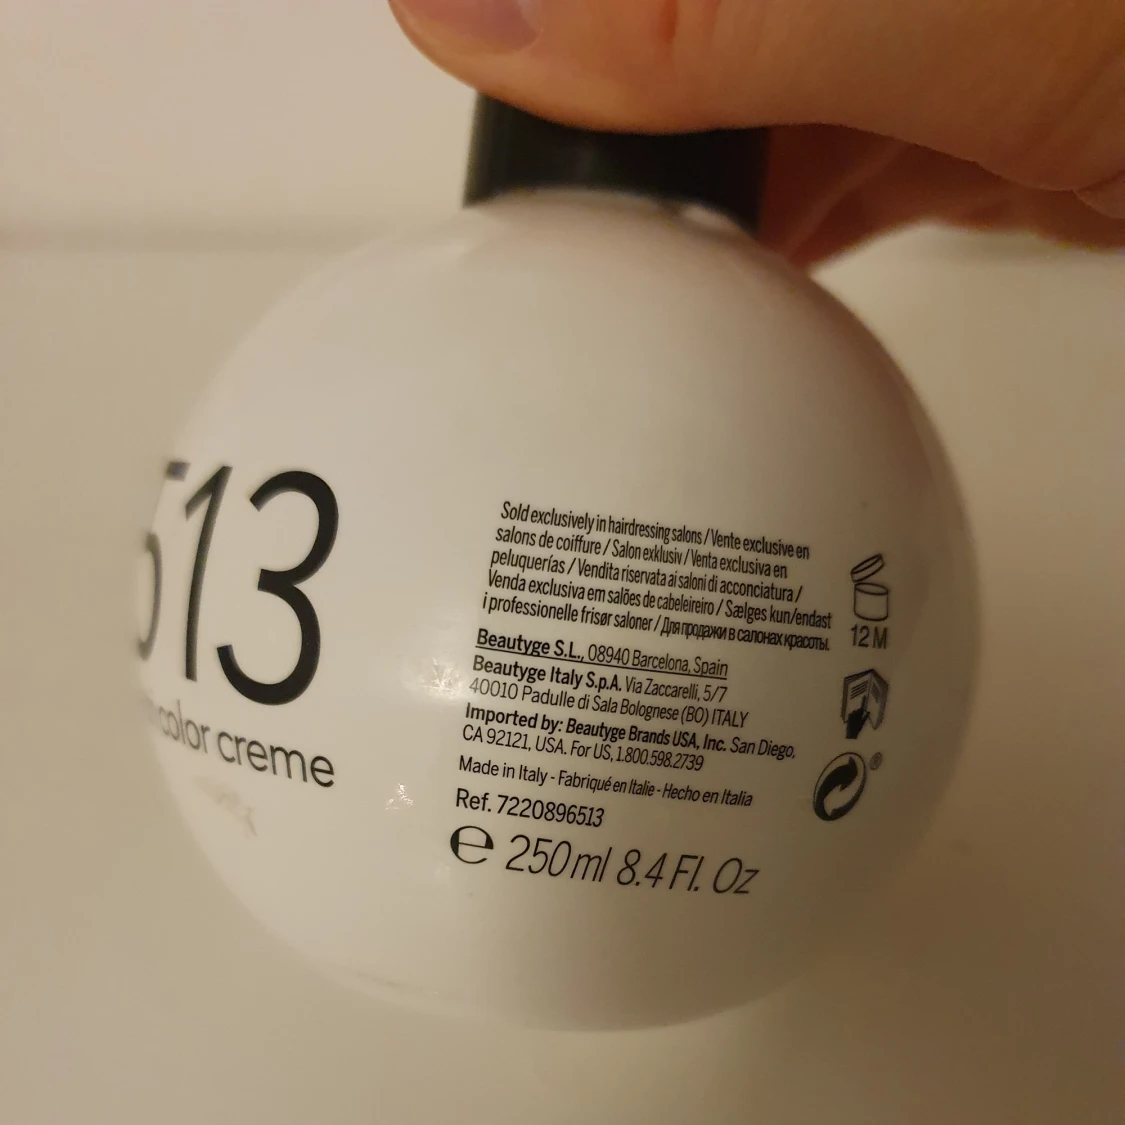 513
color creme
Sold exclusively in hairdressing salons / Vente exclusive en
salons de coiffure / Salon exklusiv / Venta exclusiva en
peluquerías / Vendita riservata ai saloni di acconciatura /
Venda exclusiva em salões de cabeleireiro / Sælges kun/endast
i professionelle frisør saloner / Для продажи в салонах красоты.
12 M
Beautyge S.L., 08940 Barcelona, Spain
Beautyge Italy S.p.A. Via Zaccarelli, 5/7
40010 Padulle di Sala Bolognese (BO) ITALY
Imported by: Beautyge Brands USA, Inc. San Diego,
CA 92121, USA. For US, 1.800.598.2739
Made in Italy - Fabriqué en Italie - Hecho en Italia
Ref. 7220896513
℮ 250ml 8.4 Fl. Oz
®